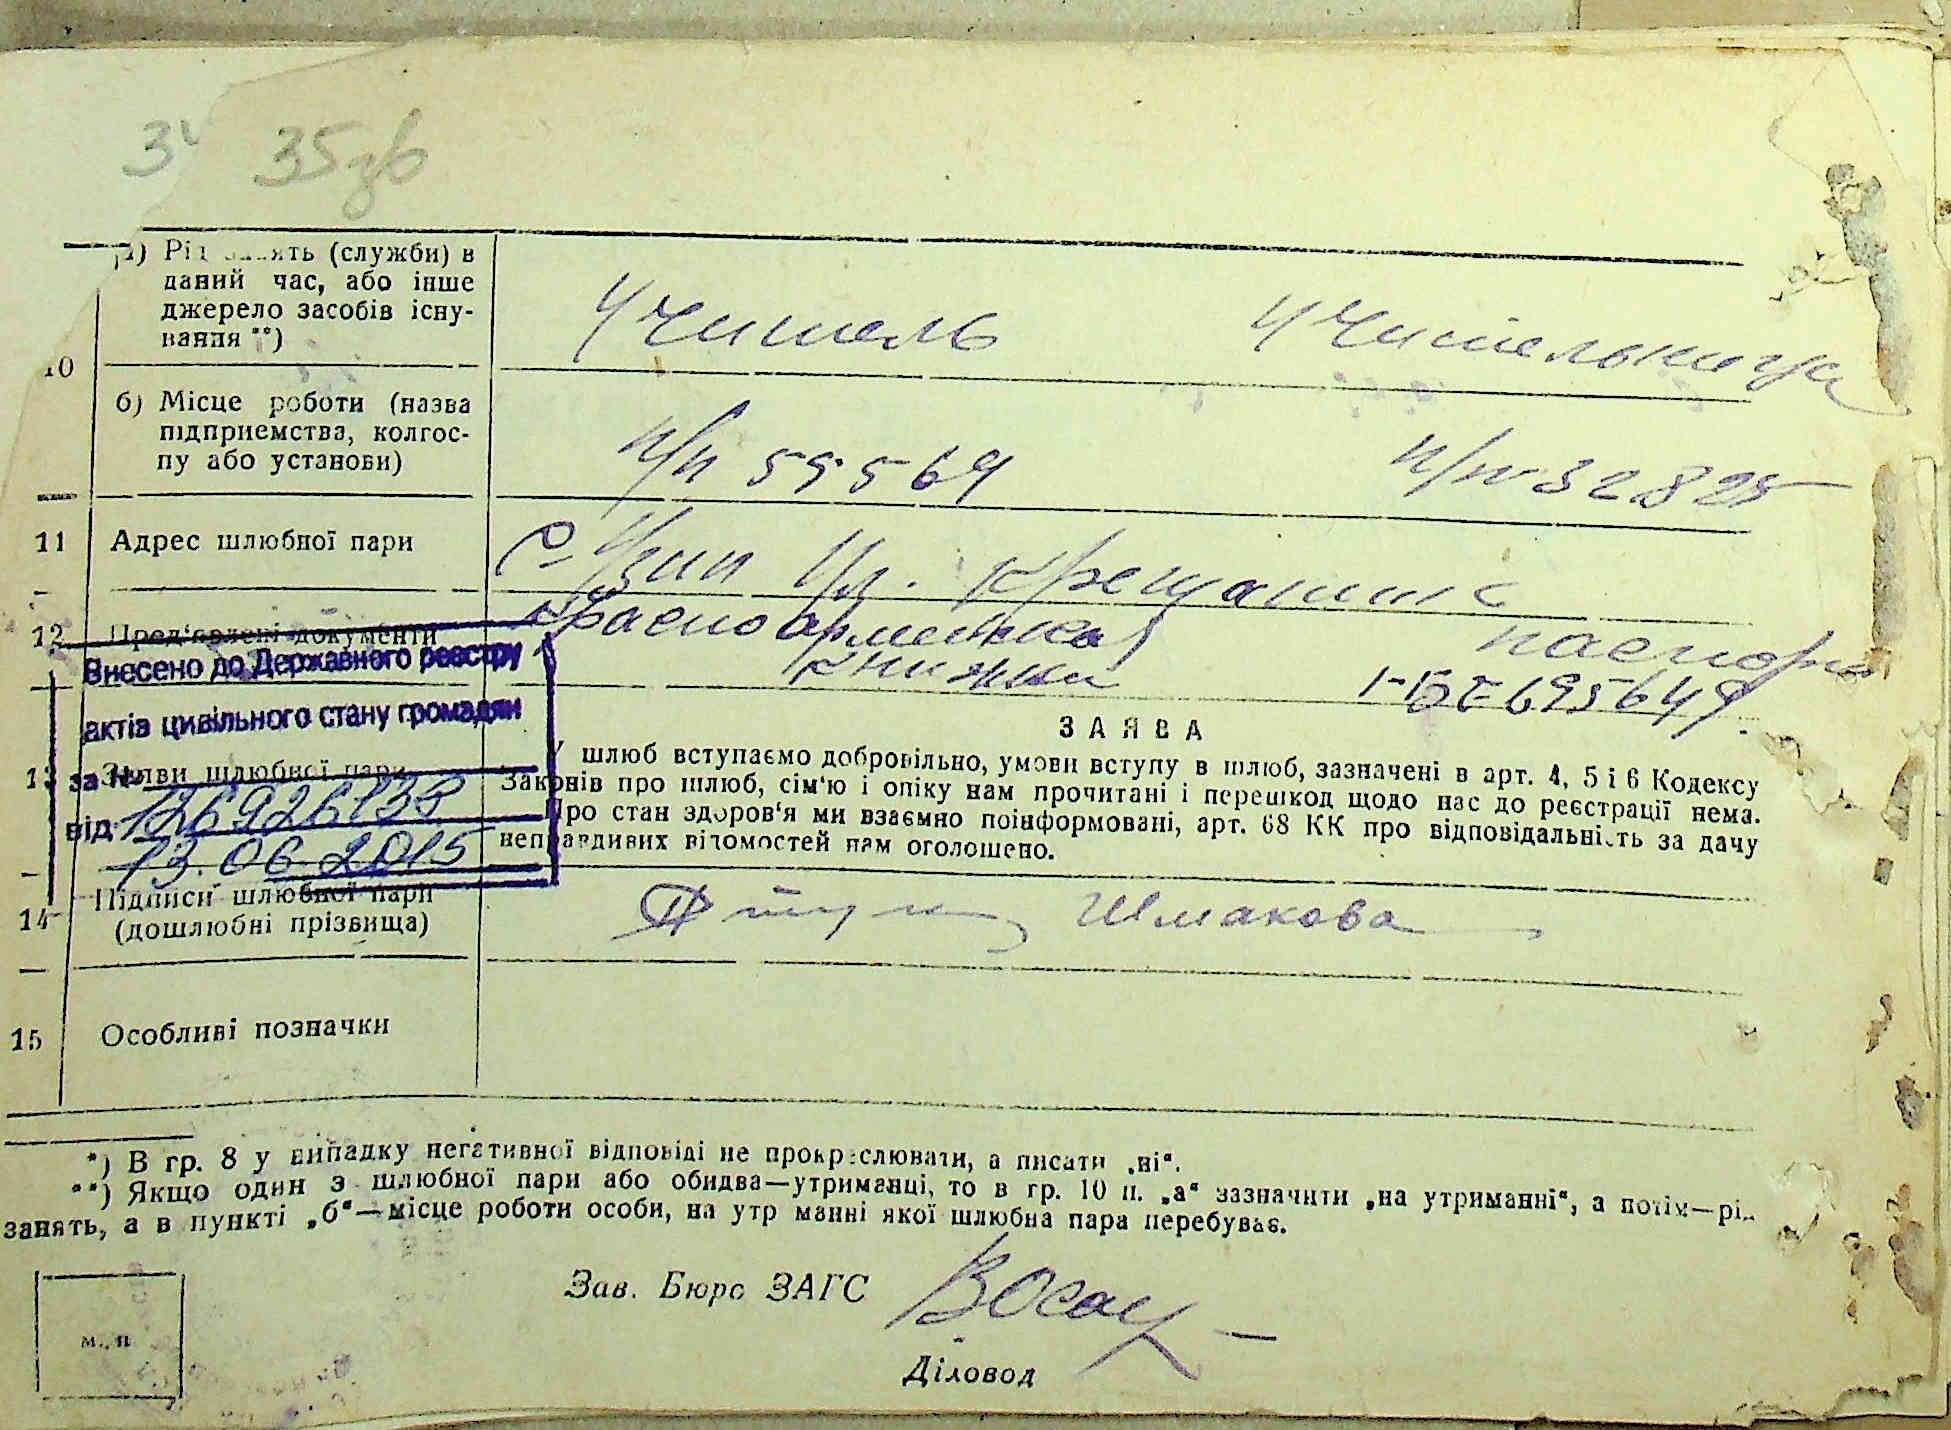 35зв
а) Рід занять (служби) в
даний час, або інше
джерело засобів існу-
вання **)
Учитель Учительница
10
б) Місце роботи (назва
підприємства, колгос-
пу або установи)
п/п 55569 п/п 32825
11 Адрес шлюбної пари
с. Узин Ул. Крещатинс
12 Пред'явлені документи
Красноармейская паспорт
книжка
695649
Внесено до Державного реєстру
актів цивільного стану громадян
за №
від
13.06.2015
13 Заяви шлюбної пари
ЗАЯВА
У шлюб вступаємо добровільно, умови вступу в шлюб, зазначені в арт. 4, 5 і 6 Кодексу
Законів про шлюб, сім'ю і опіку нам прочитані і перешкод щодо нас до реєстрації нема.
Про стан здоров'я ми взаємно поінформовані, арт. 68 КК про відповідальність за дачу
неправдивих відомостей нам оголошено.
14 Підписи шлюбної пари
(дошлюбні прізвища)
Шмакова
15 Особливі позначки
*) В гр. 8 у випадку негативної відповіді не прокреслювати, а писати „ні“.
**) Якщо один з шлюбної пари або обидва—утриманці, то в гр. 10 п. „а“ зазначити „на утриманні“, а потім—рід
занять, а в пункті „б“—місце роботи особи, на утриманні якої шлюбна пара перебуває.
Зав. Бюро ЗАГС
м. п.
Діловод